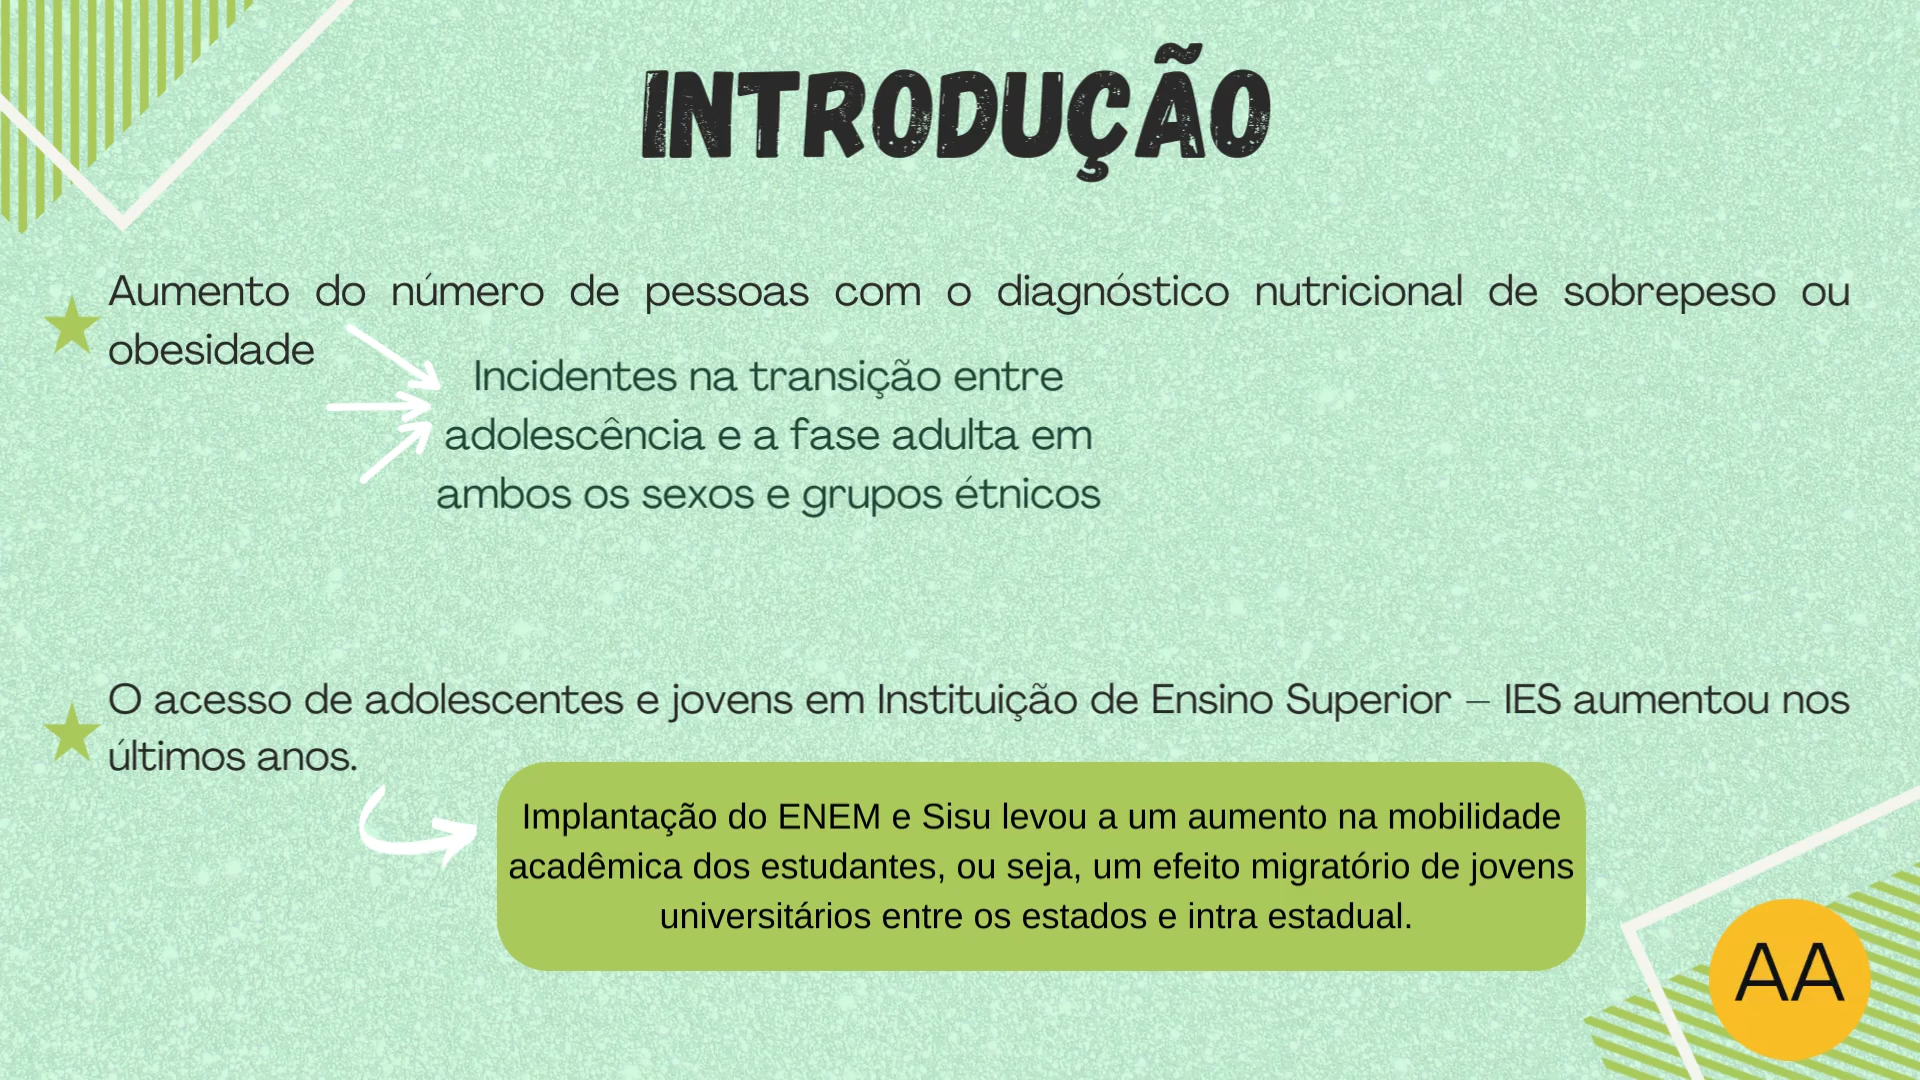 INTRODUÇÃO
Aumento do número de pessoas com o diagnóstico nutricional de sobrepeso ou
obesidade
Incidentes na transição entre
adolescência e a fase adulta em
ambos os sexos e grupos étnicos
O acesso de adolescentes e jovens em Instituição de Ensino Superior – IES aumentou nos
últimos anos.
Implantação do ENEM e Sisu levou a um aumento na mobilidade
acadêmica dos estudantes, ou seja, um efeito migratório de jovens
universitários entre os estados e intra estadual.
AA